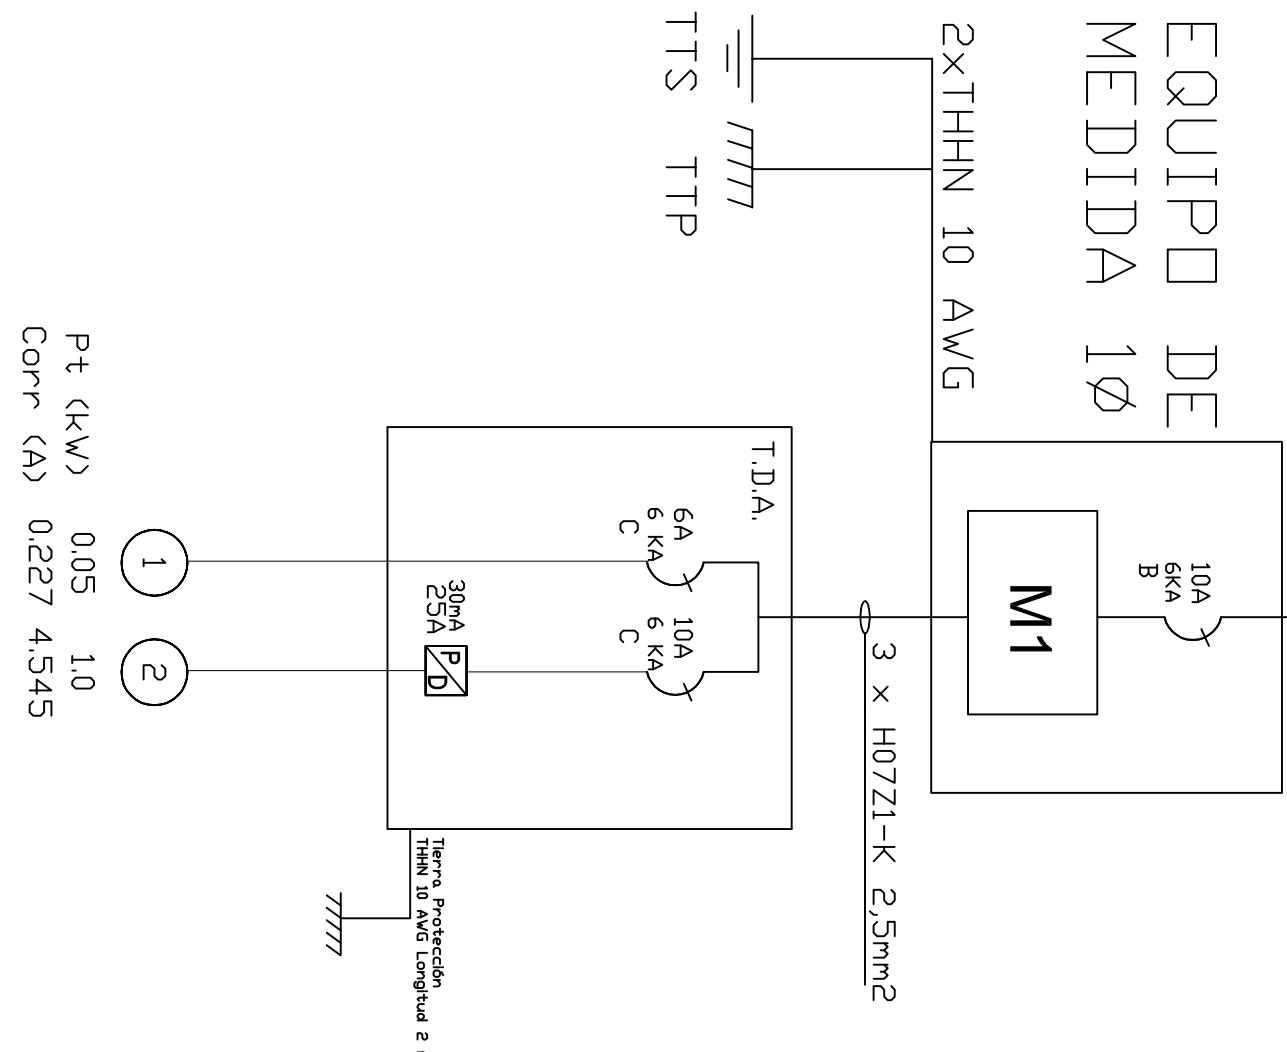 EQUIPO DE
MEDIDA 1Ø
10A
6KA
B
M1
2xTHHN 10 AWG
TTS TTP
3 x H07Z1-K 2,5mm2
T.D.A.
6A
6 KA
C
10A
6 KA
C
30mA
25A
P
D
Tierra Protección
THHN 10 AWG Longitud 2
1
2
Pt (kW) 0.05 1.0
Corr (A) 0.227 4.545